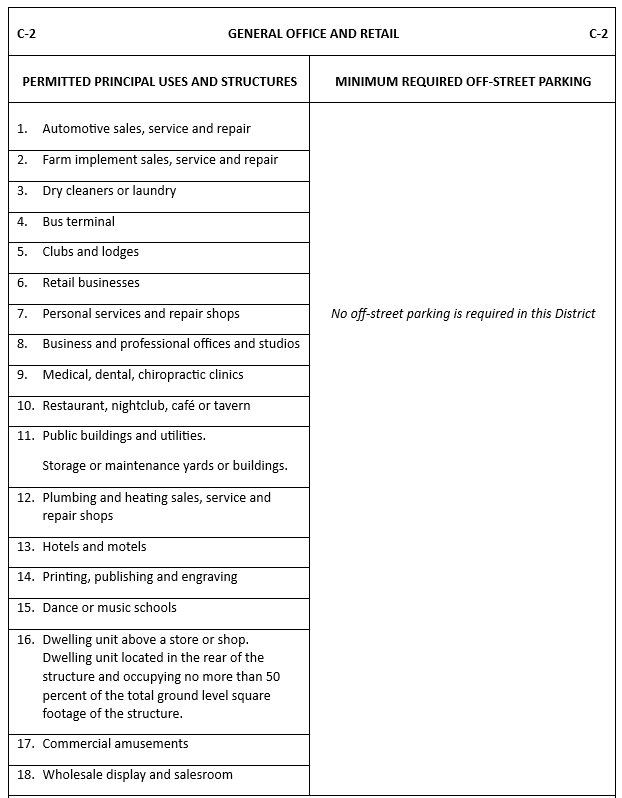 C-2 GENERAL OFFICE AND RETAIL C-2
PERMITTED PRINCIPAL USES AND STRUCTURES MINIMUM REQUIRED OFF-STREET PARKING
1. Automotive sales, service and repair
2. Farm implement sales, service and repair
3. Dry cleaners or laundry
4. Bus terminal
5. Clubs and lodges
6. Retail businesses
7. Personal services and repair shops
No off-street parking is required in this District
8. Business and professional offices and studios
9. Medical, dental, chiropractic clinics
10. Restaurant, nightclub, café or tavern
11. Public buildings and utilities.
Storage or maintenance yards or buildings.
12. Plumbing and heating sales, service and
repair shops
13. Hotels and motels
14. Printing, publishing and engraving
15. Dance or music schools
16. Dwelling unit above a store or shop.
Dwelling unit located in the rear of the
structure and occupying no more than 50
percent of the total ground level square
footage of the structure.
17. Commercial amusements
18. Wholesale display and salesroom